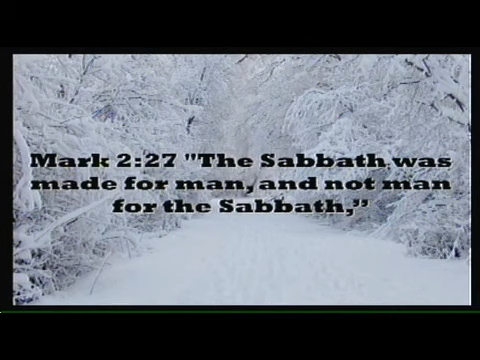 Mark 2:27 "The Sabbath was
made for man, and not man
for the Sabbath,”